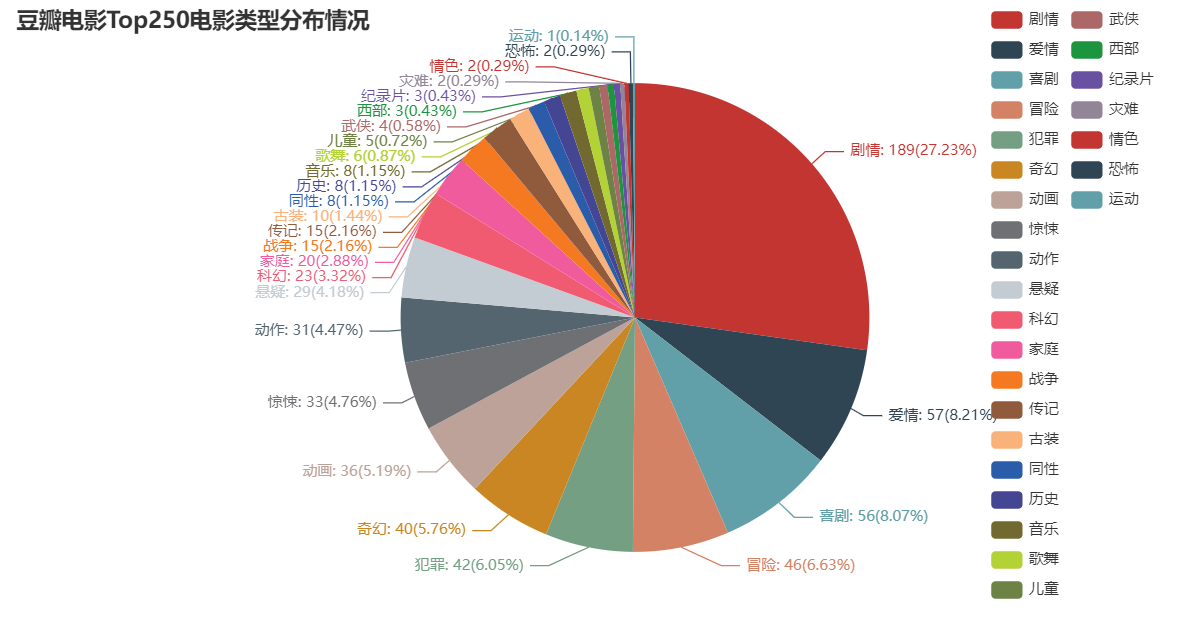 豆瓣电影Top250电影类型分布情况
运动: 1(0.14%)
恐怖: 2(0.29%)
情色: 2(0.29%)
灾难: 2(0.29%)
纪录片: 3(0.43%)
西部: 3(0.43%)
武侠: 4(0.58%)
儿童: 5(0.72%)
歌舞: 6(0.87%)
音乐: 8(1.15%)
历史: 8(1.15%)
同性: 8(1.15%)
古装: 10(1.44%)
传记: 15(2.16%)
战争: 15(2.16%)
家庭: 20(2.88%)
科幻: 23(3.32%)
悬疑: 29(4.18%)
动作: 31(4.47%)
惊悚: 33(4.76%)
动画: 36(5.19%)
奇幻: 40(5.76%)
犯罪: 42(6.05%)
冒险: 46(6.63%)
喜剧: 56(8.07%)
爱情: 57(8.21%)
剧情: 189(27.23%)
剧情
爱情
喜剧
冒险
犯罪
奇幻
动画
惊悚
动作
悬疑
科幻
家庭
战争
传记
古装
同性
历史
音乐
歌舞
儿童
武侠
西部
纪录片
灾难
情色
恐怖
运动